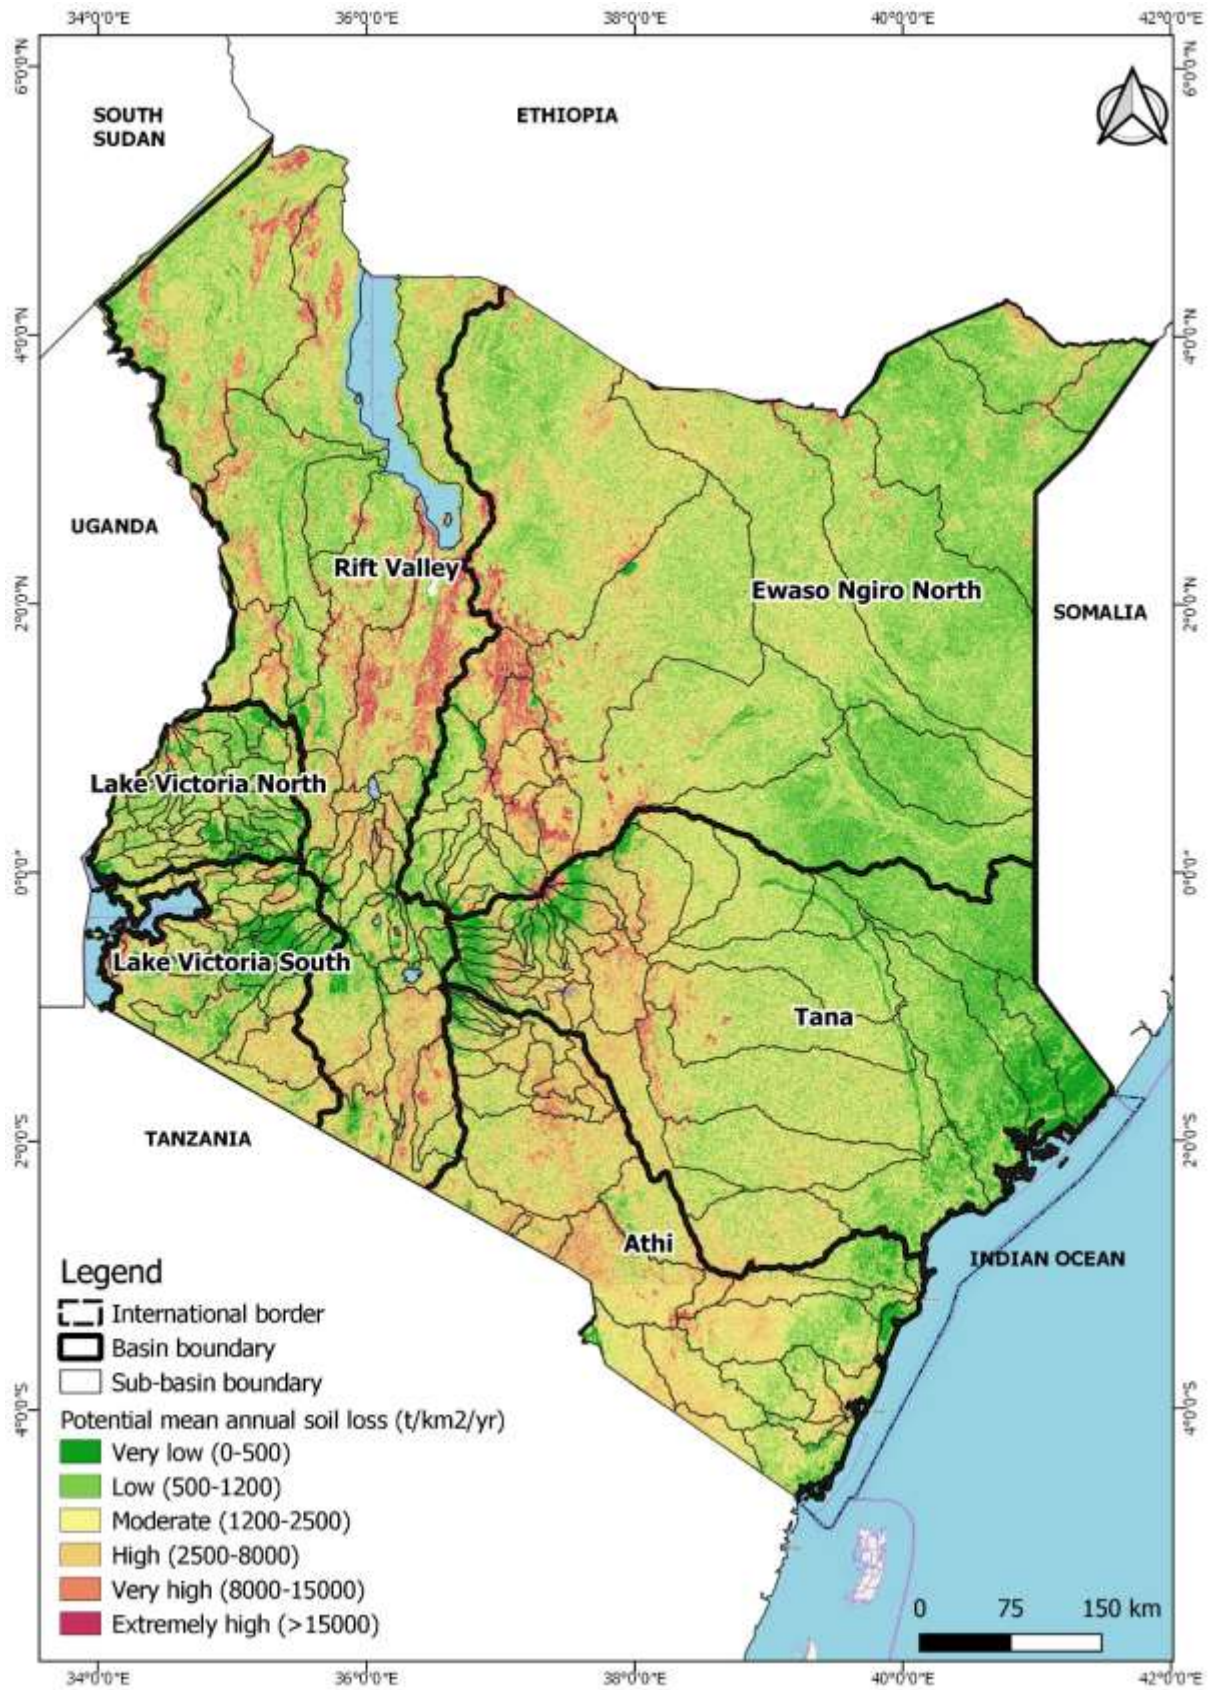 34°0'0"E 36°0'0"E 38°0'0"E 40°0'0"E 42°0'0"E
6°0'0"N
6°0'0"N
SOUTH
SUDAN
ETHIOPIA
4°0'0"N
4°0'0"N
UGANDA
Rift Valley
Ewaso Ngiro North
SOMALIA
2°0'0"N
2°0'0"N
Lake Victoria North
0°0'0"
0°0'0"
Lake Victoria South
Tana
TANZANIA
2°0'0"S
2°0'0"S
Athi
INDIAN OCEAN
Legend
International border
Basin boundary
Sub-basin boundary
4°0'0"S
4°0'0"S
Potential mean annual soil loss (t/km2/yr)
Very low (0-500)
Low (500-1200)
Moderate (1200-2500)
High (2500-8000)
Very high (8000-15000)
Extremely high (>15000)
0 75 150 km
34°0'0"E 36°0'0"E 38°0'0"E 40°0'0"E 42°0'0"E